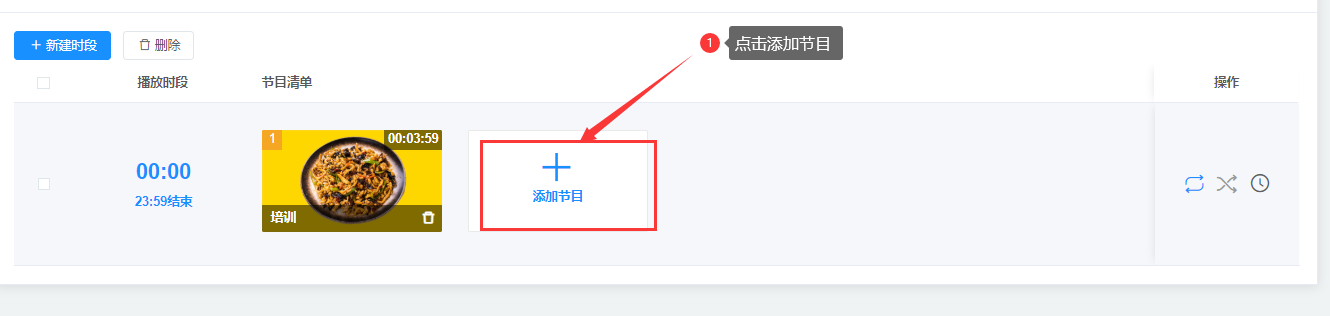 1 点击添加节目
+ 新建时段 删除
播放时段 节目清单 操作
1 00:03:59
00:00
23:59结束
添加节目
培训